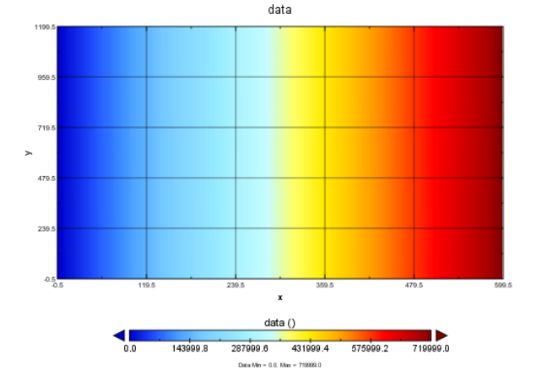 data
1199.5
959.5
719.5
479.5
239.5
-0.5
y
-0.5 119.5 239.5 359.5 479.5 599.5
x
data ()
0.0 143999.8 287999.6 431999.4 575999.2 719999.0
Data Min = 0.0, Max = 719999.0